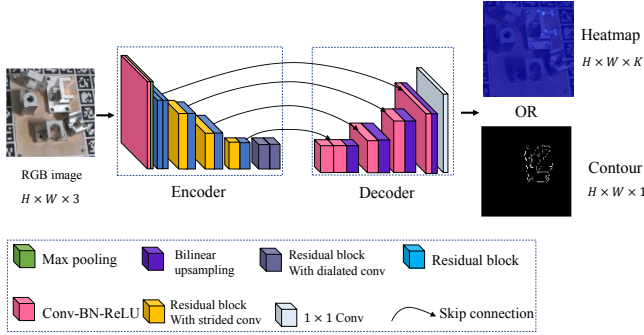 Heatmap
H × W × K
OR
Contour
H × W × 1
RGB image
H × W × 3
Encoder
Decoder
Max pooling
Bilinear
upsampling
Residual block
With dialated conv
Residual block
Conv-BN-ReLU
Residual block
With strided conv
1 × 1 Conv
Skip connection